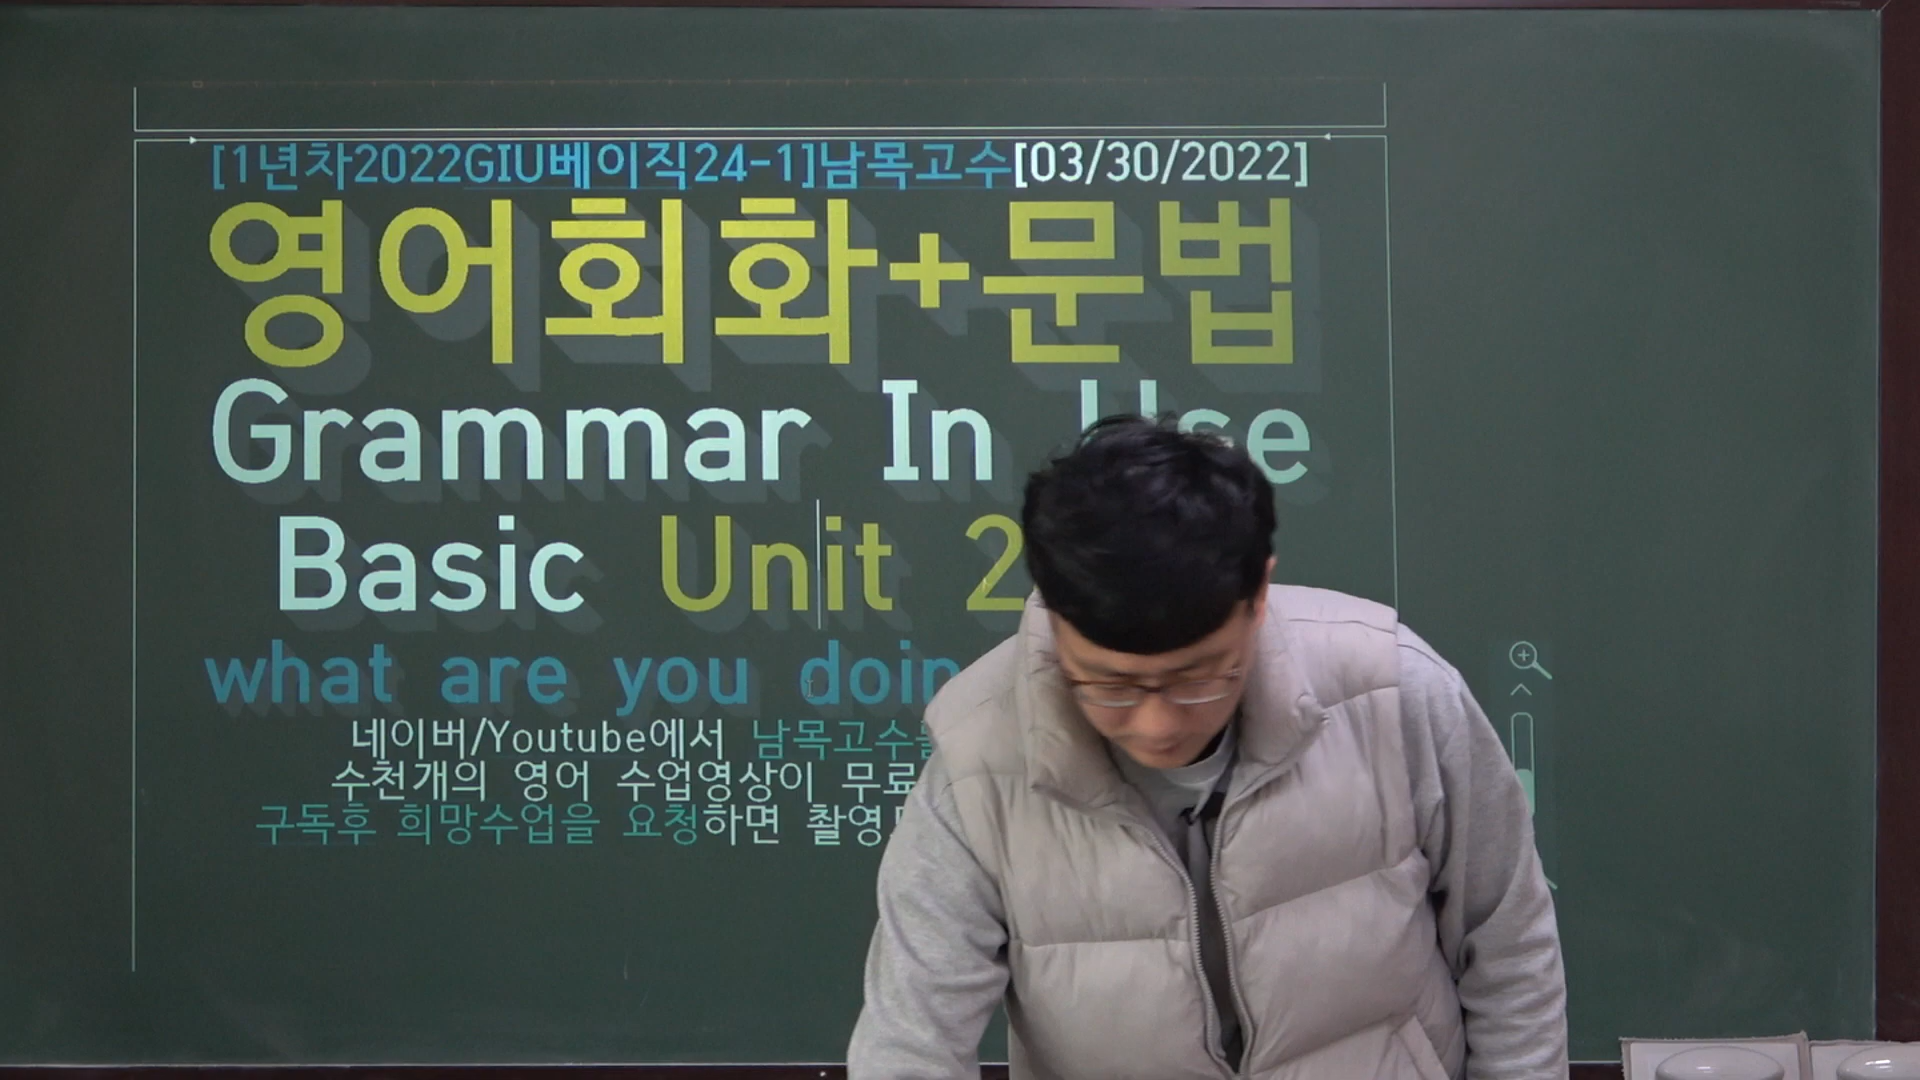 [1년차2022GIU베이직24-1]남목고수[03/30/2022]
영어회화+문법
Grammar In Use
Basic Unit 2
what are you
네이버/Youtube에서 남목고수를
수천개의 영어 수업영상이 무료
구독후 희망수업을 요청하면 촬영